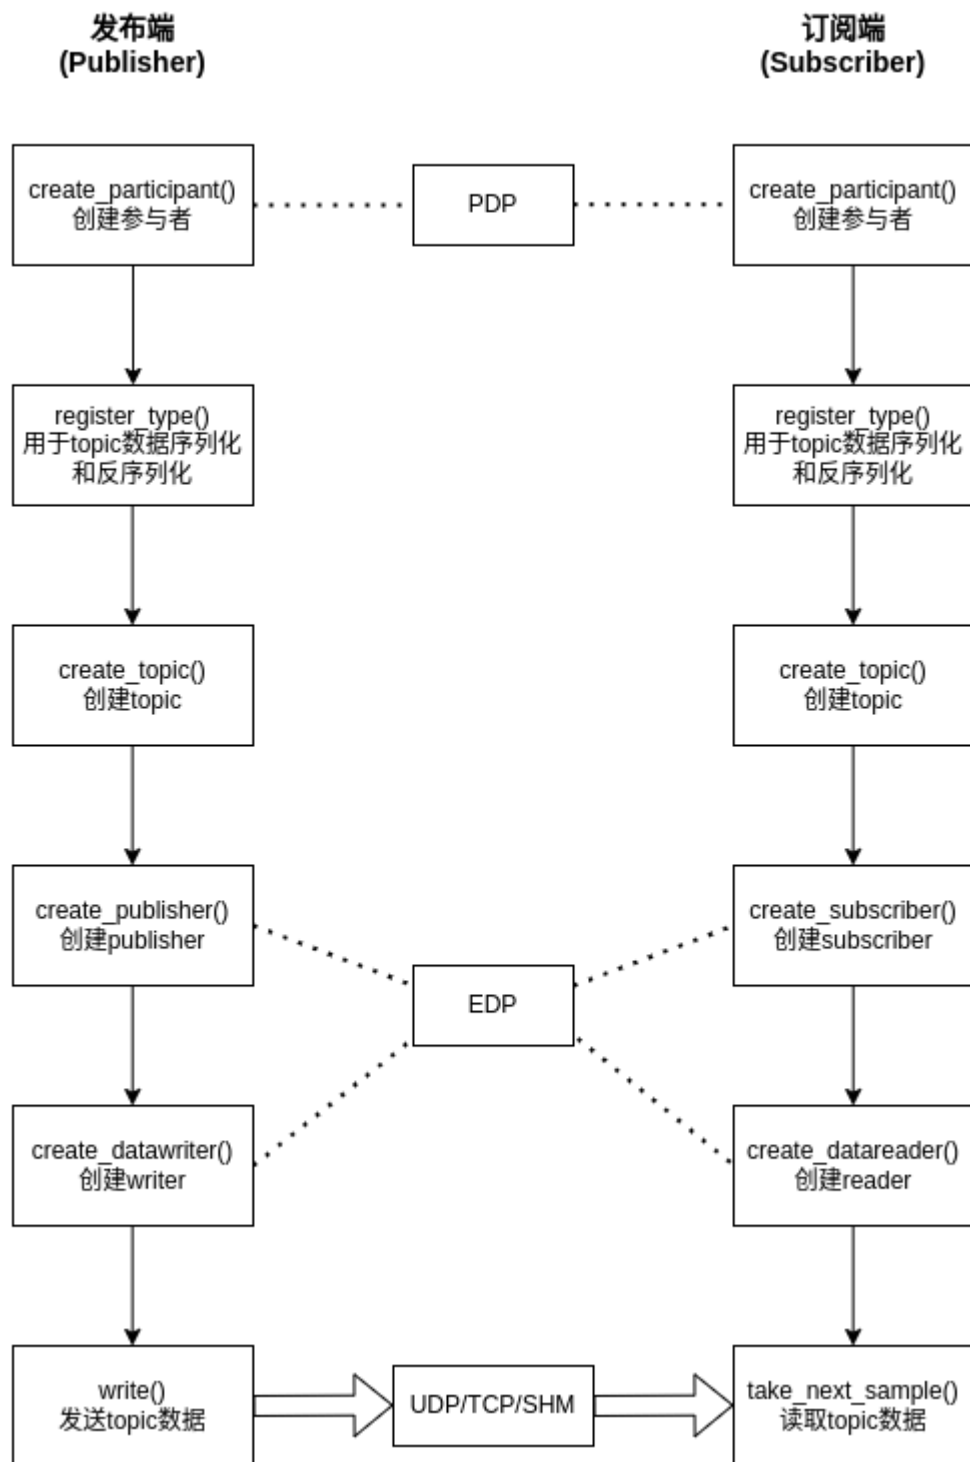 发布端
(Publisher)
订阅端
(Subscriber)
create_participant()
创建参与者
PDP
create_participant()
创建参与者
register_type()
用于topic数据序列化
和反序列化
register_type()
用于topic数据序列化
和反序列化
create_topic()
创建topic
create_topic()
创建topic
create_publisher()
创建publisher
create_subscriber()
创建subscriber
EDP
create_datawriter()
创建writer
create_datareader()
创建reader
write()
发送topic数据
UDP/TCP/SHM
take_next_sample()
读取topic数据